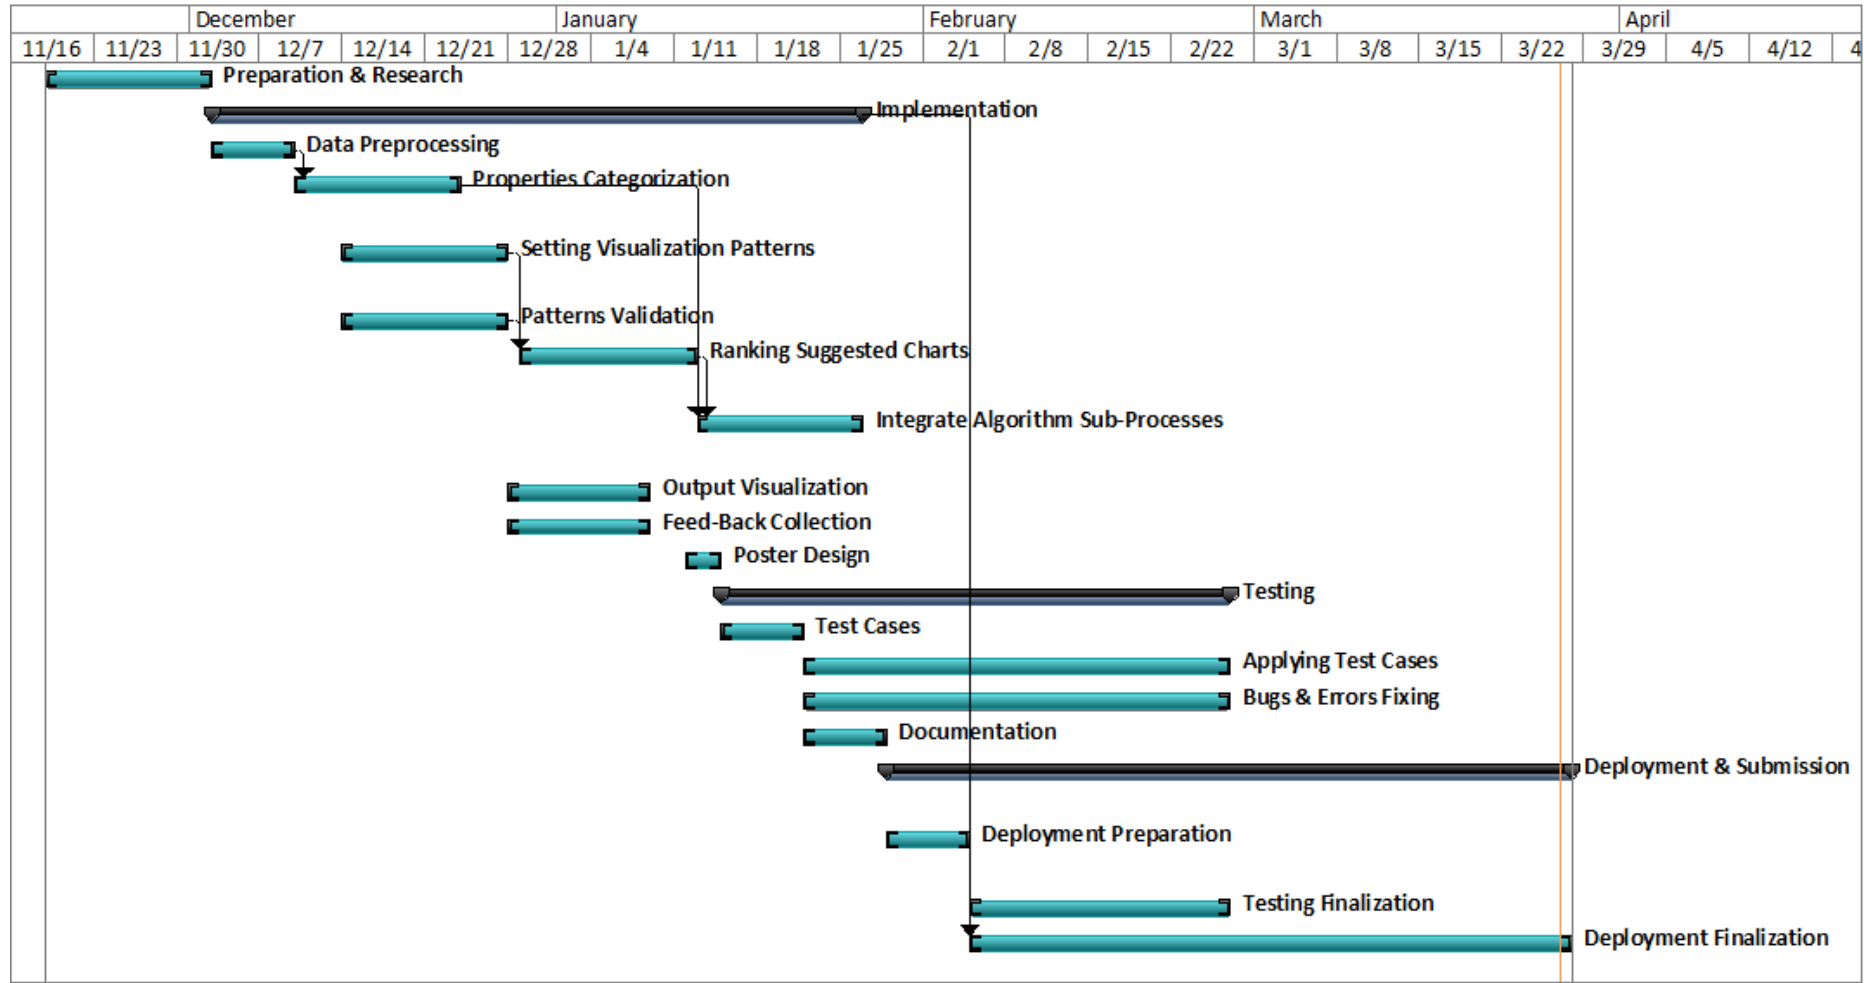 December January February March April
11/16 11/23 11/30 12/7 12/14 12/21 12/28 1/4 1/11 1/18 1/25 2/1 2/8 2/15 2/22 3/1 3/8 3/15 3/22 3/29 4/5 4/12 4
Preparation & Research
Implementation
Data Preprocessing
Properties Categorization
Setting Visualization Patterns
Patterns Validation
Ranking Suggested Charts
Integrate Algorithm Sub-Processes
Output Visualization
Feed-Back Collection
Poster Design
Testing
Test Cases
Applying Test Cases
Bugs & Errors Fixing
Documentation
Deployment & Submission
Deployment Preparation
Testing Finalization
Deployment Finalization